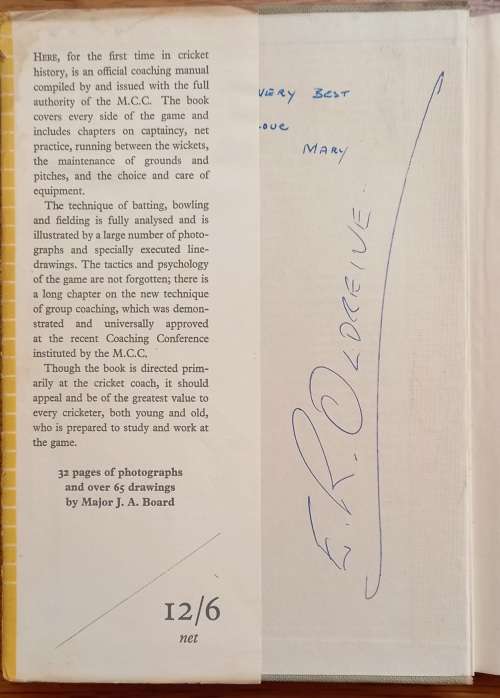 HERE, for the first time in cricket
history, is an official coaching manual
compiled by and issued with the full
authority of the M.C.C. The book
covers every side of the game and
includes chapters on captaincy, net
practice, running between the wickets,
the maintenance of grounds and
pitches, and the choice and care of
equipment.
The technique of batting, bowling
and fielding is fully analysed and is
illustrated by a large number of photo-
graphs and specially executed line-
drawings. The tactics and psychology
of the game are not forgotten; there is
a long chapter on the new technique
of group coaching, which was demon-
strated and universally approved
at the recent Coaching Conference
instituted by the M.C.C.
Though the book is directed prim-
arily at the cricket coach, it should
appeal and be of the greatest value to
every cricketer, both young and old,
who is prepared to study and work at
the game.
32 pages of photographs
and over 65 drawings
by Major J. A. Board
12/6
net
VERY BEST
LOVE
MARY
E. R. OLDREIVE